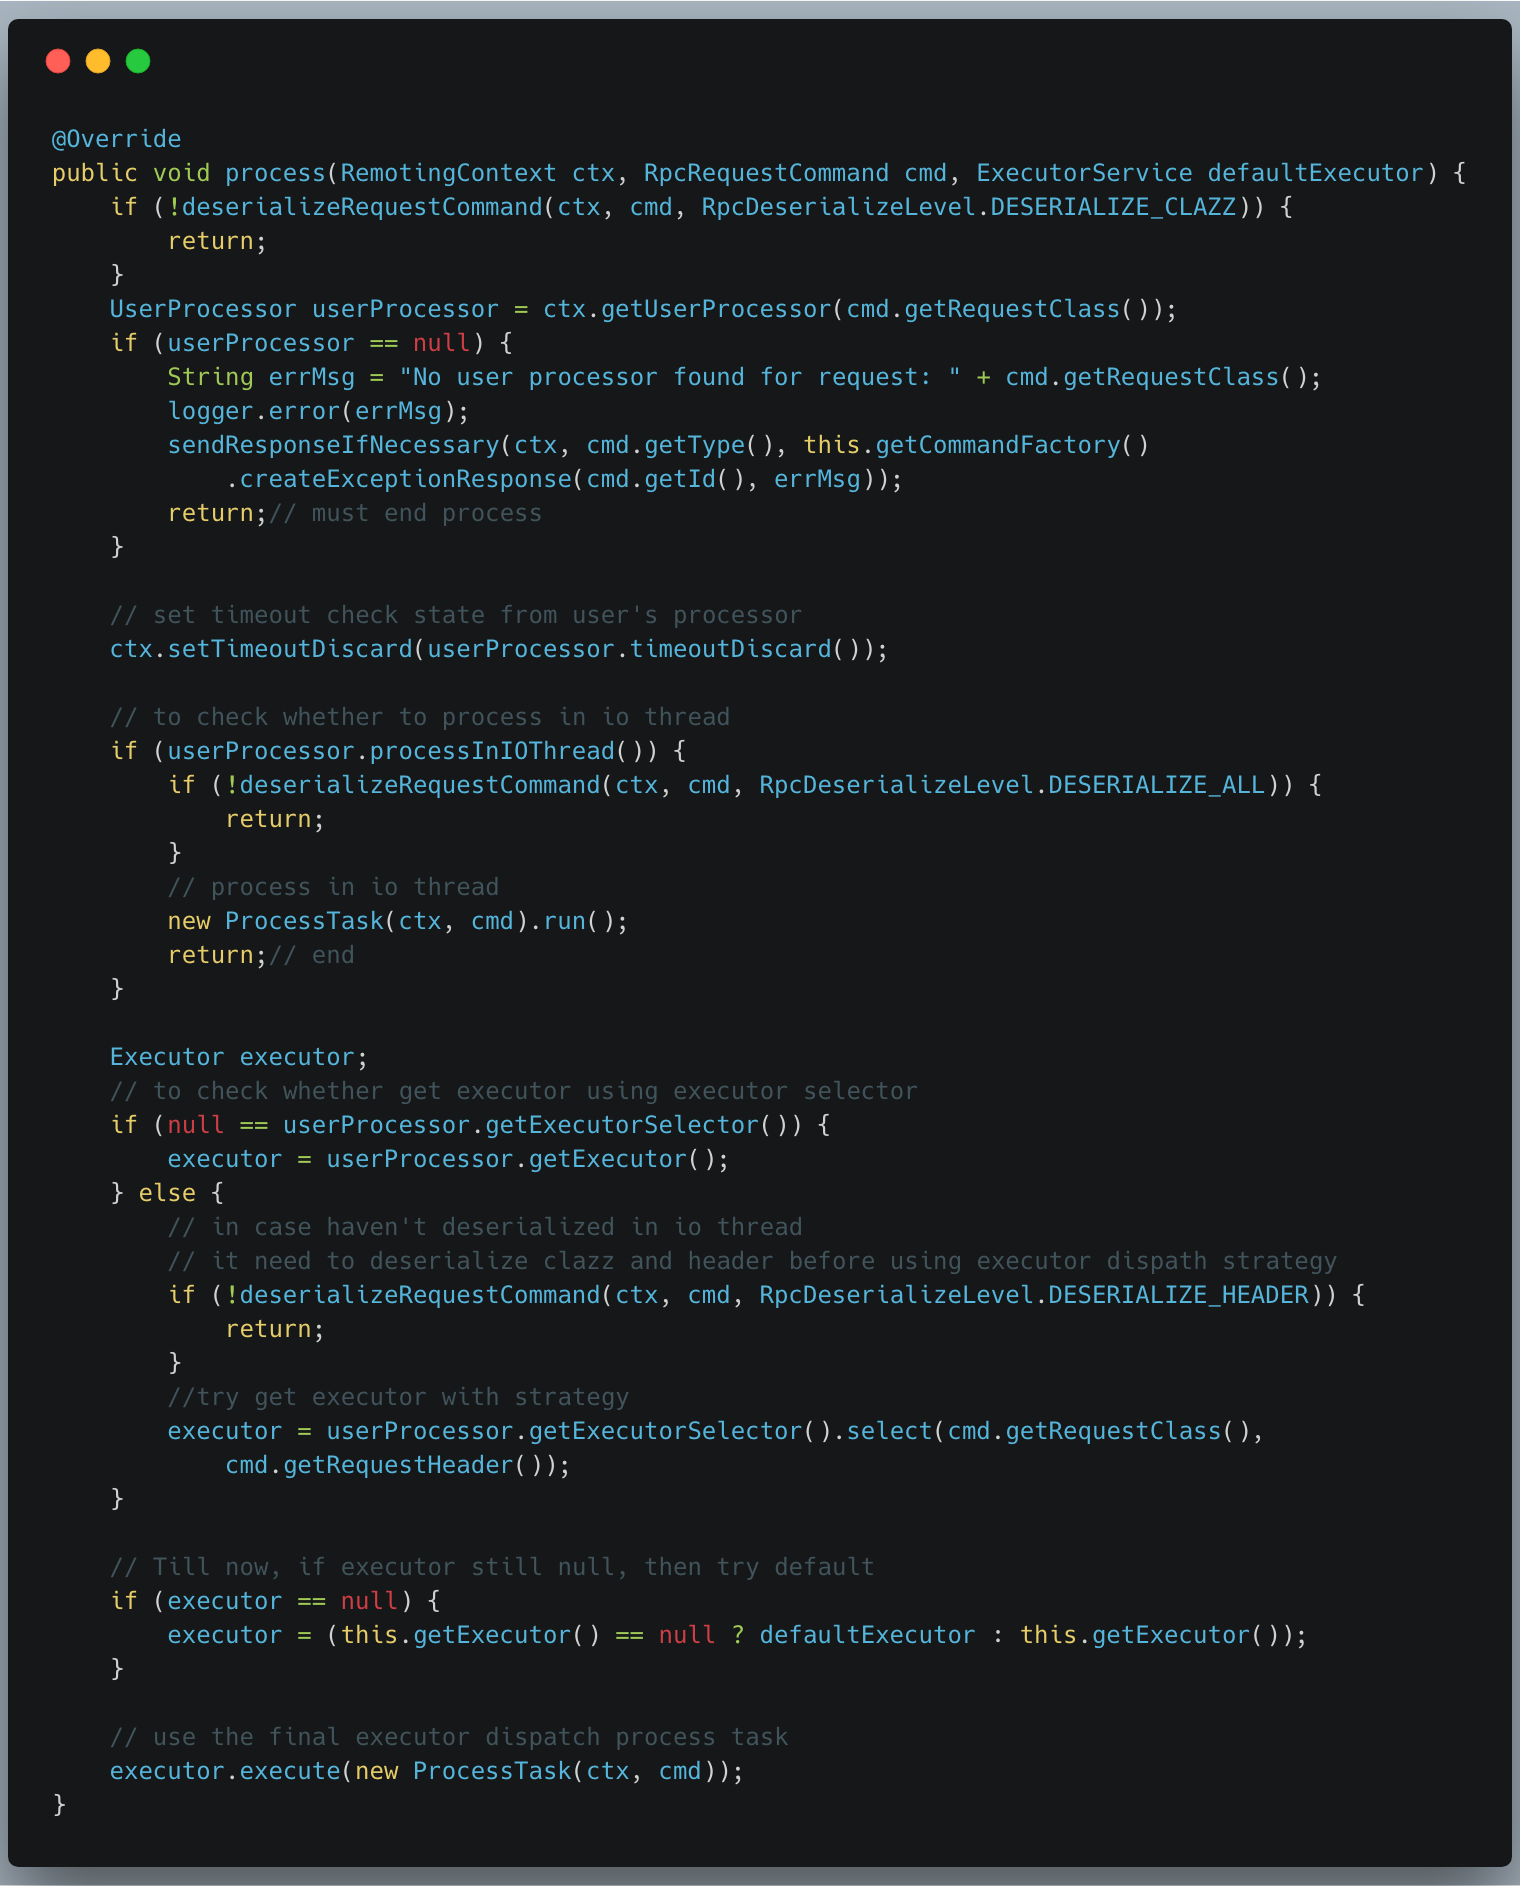 @Override
public void process(RemotingContext ctx, RpcRequestCommand cmd, ExecutorService defaultExecutor) {
    if (!deserializeRequestCommand(ctx, cmd, RpcDeserializeLevel.DESERIALIZE_CLAZZ)) {
        return;
    }
    UserProcessor userProcessor = ctx.getUserProcessor(cmd.getRequestClass());
    if (userProcessor == null) {
        String errMsg = "No user processor found for request: " + cmd.getRequestClass();
        logger.error(errMsg);
        sendResponseIfNecessary(ctx, cmd.getType(), this.getCommandFactory()
            .createExceptionResponse(cmd.getId(), errMsg));
        return;// must end process
    }

    // set timeout check state from user's processor
    ctx.setTimeoutDiscard(userProcessor.timeoutDiscard());

    // to check whether to process in io thread
    if (userProcessor.processInIOThread()) {
        if (!deserializeRequestCommand(ctx, cmd, RpcDeserializeLevel.DESERIALIZE_ALL)) {
            return;
        }
        // process in io thread
        new ProcessTask(ctx, cmd).run();
        return;// end
    }

    Executor executor;
    // to check whether get executor using executor selector
    if (null == userProcessor.getExecutorSelector()) {
        executor = userProcessor.getExecutor();
    } else {
        // in case haven't deserialized in io thread
        // it need to deserialize clazz and header before using executor dispath strategy
        if (!deserializeRequestCommand(ctx, cmd, RpcDeserializeLevel.DESERIALIZE_HEADER)) {
            return;
        }
        //try get executor with strategy
        executor = userProcessor.getExecutorSelector().select(cmd.getRequestClass(),
            cmd.getRequestHeader());
    }

    // Till now, if executor still null, then try default
    if (executor == null) {
        executor = (this.getExecutor() == null ? defaultExecutor : this.getExecutor());
    }

    // use the final executor dispatch process task
    executor.execute(new ProcessTask(ctx, cmd));
}